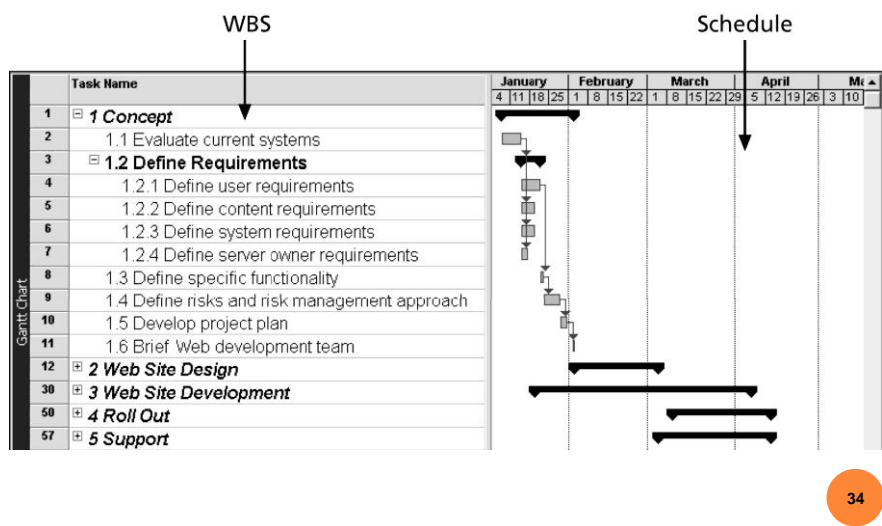 WBS Schedule
Task Name January February March April Ma
4 11 18 25 1 8 15 22 1 8 15 22 29 5 12 19 26 3 10
1 1 Concept
2 1.1 Evaluate current systems
3 1.2 Define Requirements
4 1.2.1 Define user requirements
5 1.2.2 Define content requirements
6 1.2.3 Define system requirements
7 1.2.4 Define server owner requirements
8 1.3 Define specific functionality
9 1.4 Define risks and risk management approach
10 1.5 Develop project plan
11 1.6 Brief Web development team
12 2 Web Site Design
30 3 Web Site Development
50 4 Roll Out
57 5 Support
Gantt Chart
34